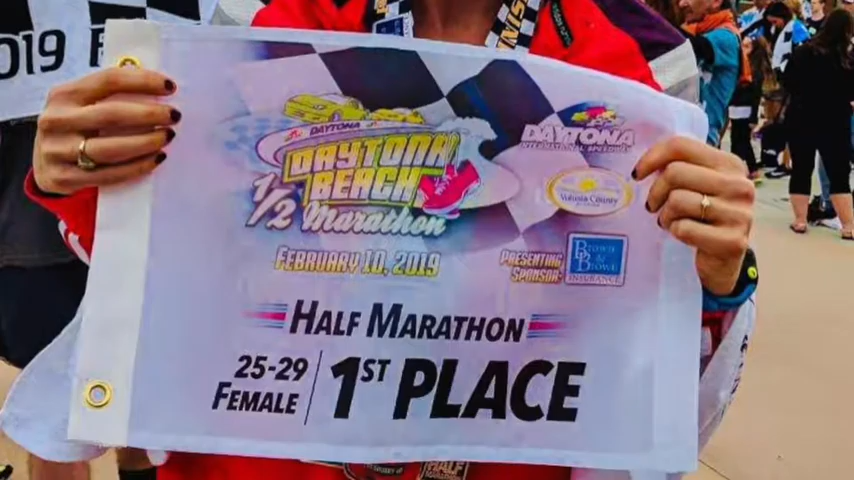 2019
DAYTONA
DAYTONA
BEACH
1/2 Marathon
DAYTONA
INTERNATIONAL SPEEDWAY
Volusia County
FEBRUARY 10, 2019
PRESENTING
SPONSOR:
Brown
&
Brown
INSURANCE
HALF MARATHON
25-29
FEMALE
1ST PLACE
HALF